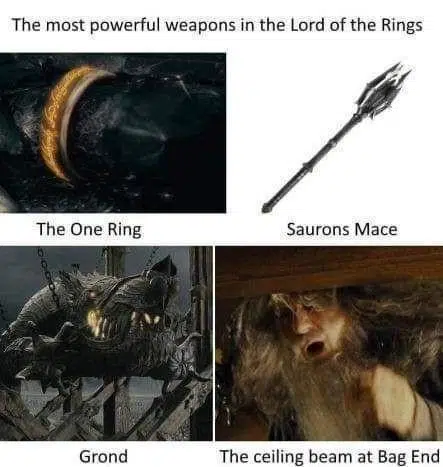 The most powerful weapons in the Lord of the Rings
The One Ring
Saurons Mace
Grond
The ceiling beam at Bag End